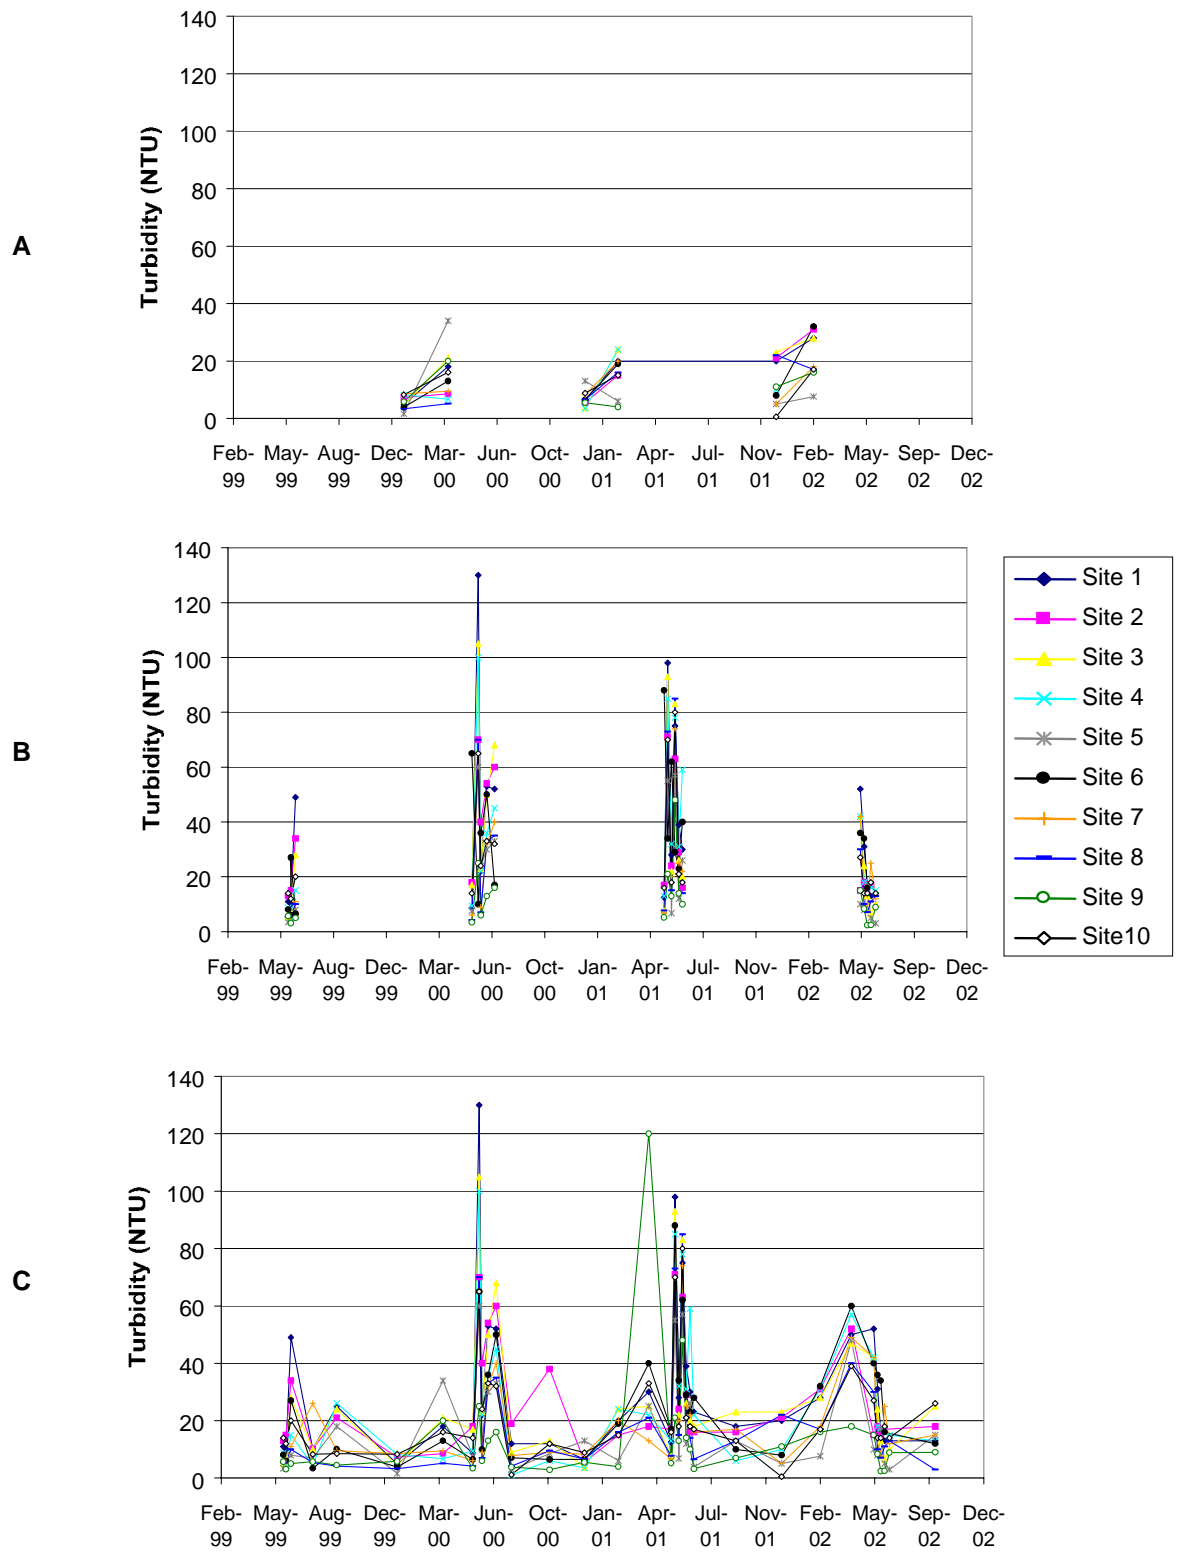 140
120
100
80
60
40
20
0
Turbidity (NTU)
A
Feb- May- Aug- Dec- Mar- Jun- Oct- Jan- Apr- Jul- Nov- Feb- May- Sep- Dec-
99 99 99 99 00 00 00 01 01 01 01 02 02 02 02
140
120
100
80
60
40
20
0
Turbidity (NTU)
B
Feb- May- Aug- Dec- Mar- Jun- Oct- Jan- Apr- Jul- Nov- Feb- May- Sep- Dec-
99 99 99 99 00 00 00 01 01 01 01 02 02 02 02
Site 1
Site 2
Site 3
Site 4
Site 5
Site 6
Site 7
Site 8
Site 9
Site10
140
120
100
80
60
40
20
0
Turbidity (NTU)
C
Feb- May- Aug- Dec- Mar- Jun- Oct- Jan- Apr- Jul- Nov- Feb- May- Sep- Dec-
99 99 99 99 00 00 00 01 01 01 01 02 02 02 02